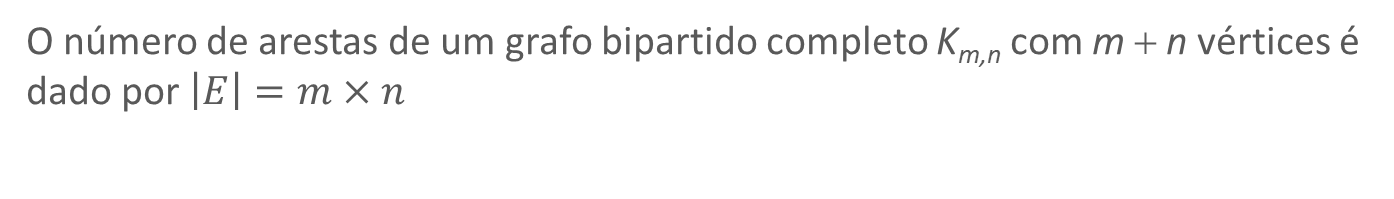 O número de arestas de um grafo bipartido completo K_{m,n} com m + n vértices é
dado por |E| = m × n